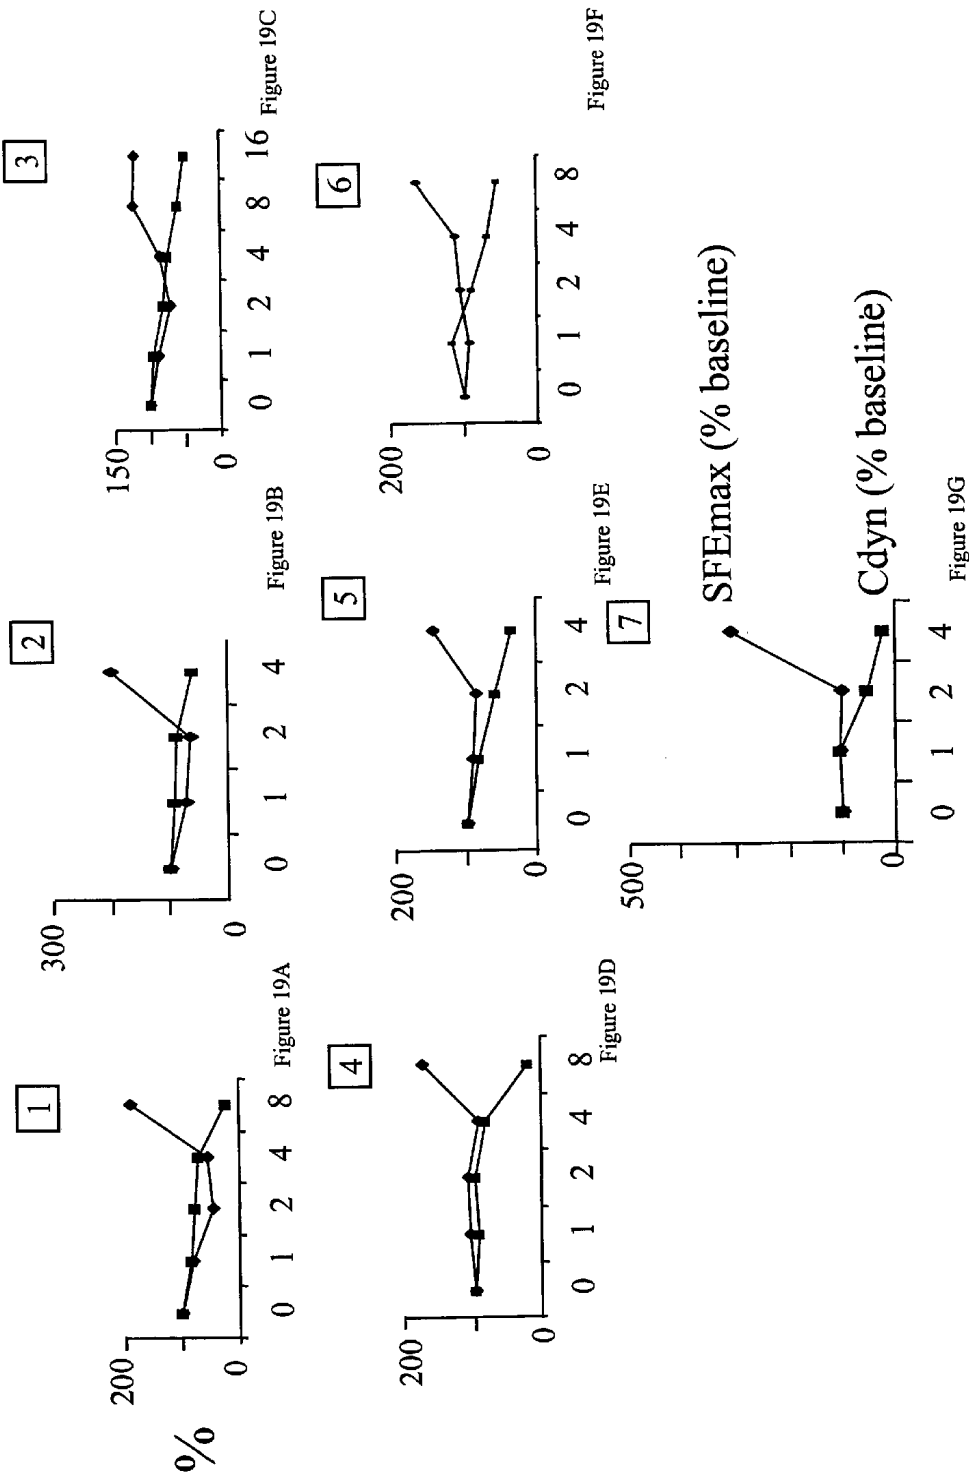 %
1
200
0
0 1 2 4 8
Figure 19A
2
300
0
0 1 2 4
Figure 19B
3
150
0
0 1 2 4 8 16
Figure 19C
4
200
0
0 1 2 4 8
Figure 19D
5
200
0
0 1 2 4
Figure 19E
6
200
0
0 1 2 4 8
Figure 19F
7
500
0
0 1 2 4
SFEmax (% baseline)
Cdyn (% baseline)
Figure 19G